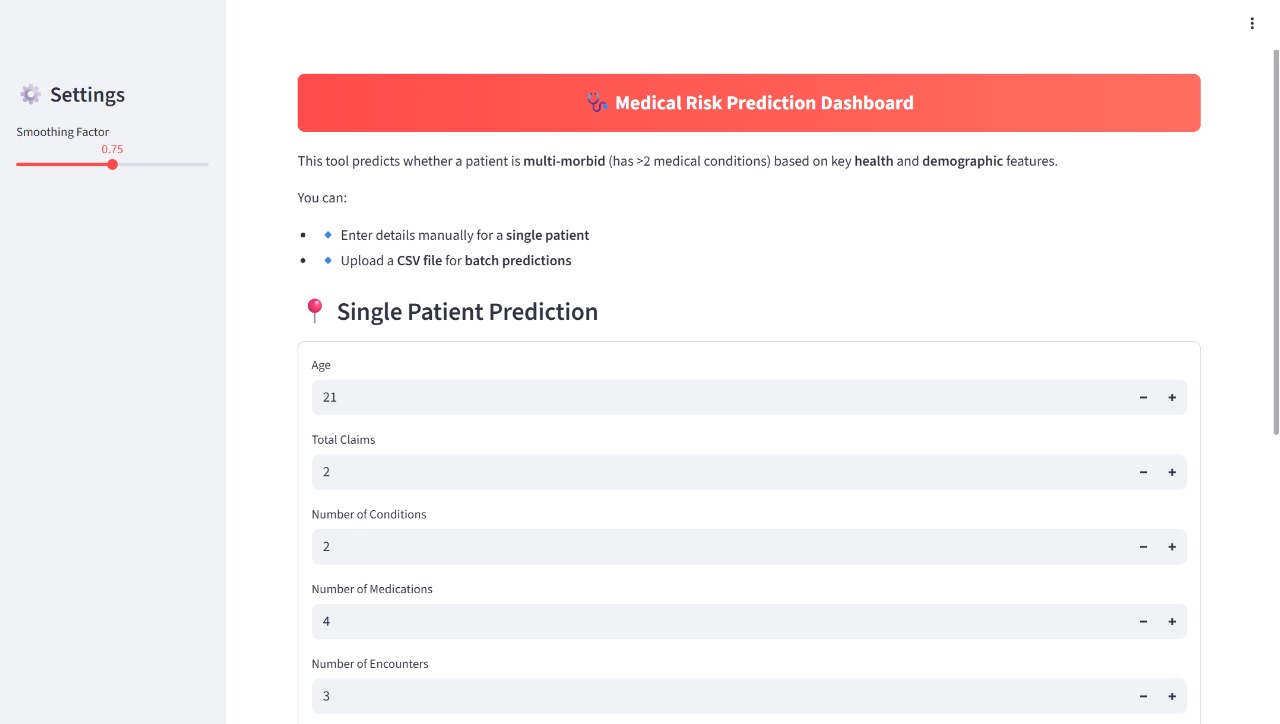 Settings
Smoothing Factor
0.75
Medical Risk Prediction Dashboard
This tool predicts whether a patient is multi-morbid (has >2 medical conditions) based on key health and demographic features.
You can:
Enter details manually for a single patient
Upload a CSV file for batch predictions
Single Patient Prediction
Age
21
Total Claims
2
Number of Conditions
2
Number of Medications
4
Number of Encounters
3